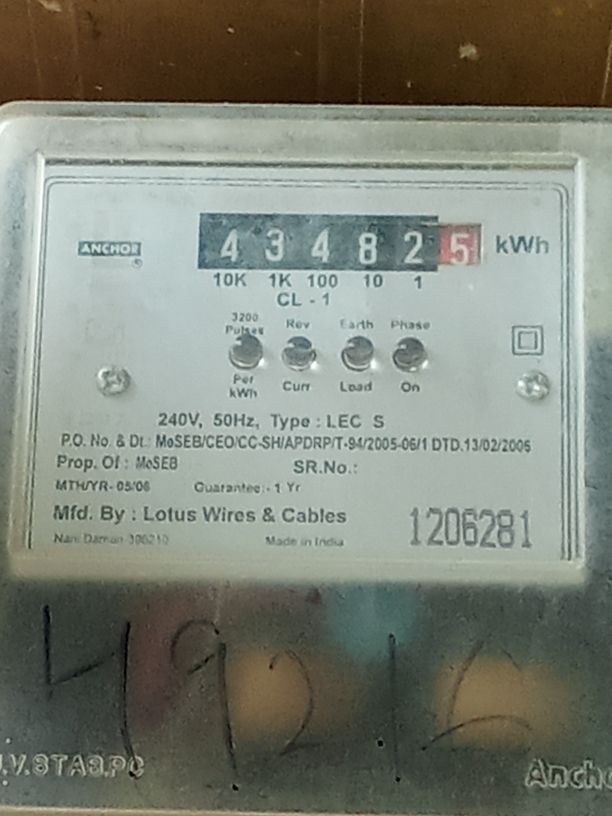 ANCHOR ®
4 3 4 8 2 5 kWh
10K 1K 100 10 1
CL - 1
3200 Pulses Per kWh
Rev Curr
Earth Load
Phase On
240V, 50Hz, Type : LEC S
P.O. No. & Dt.: MeSEB/CEO/CC-SH/APDRP/T-94/2005-06/1 DTD.13/02/2006
Prop. Of : MeSEB SR.No.:
MTH/YR- 05/06 Guarantee:- 1 Yr
Mfd. By : Lotus Wires & Cables 1206281
Nani Daman-396210 Made in India